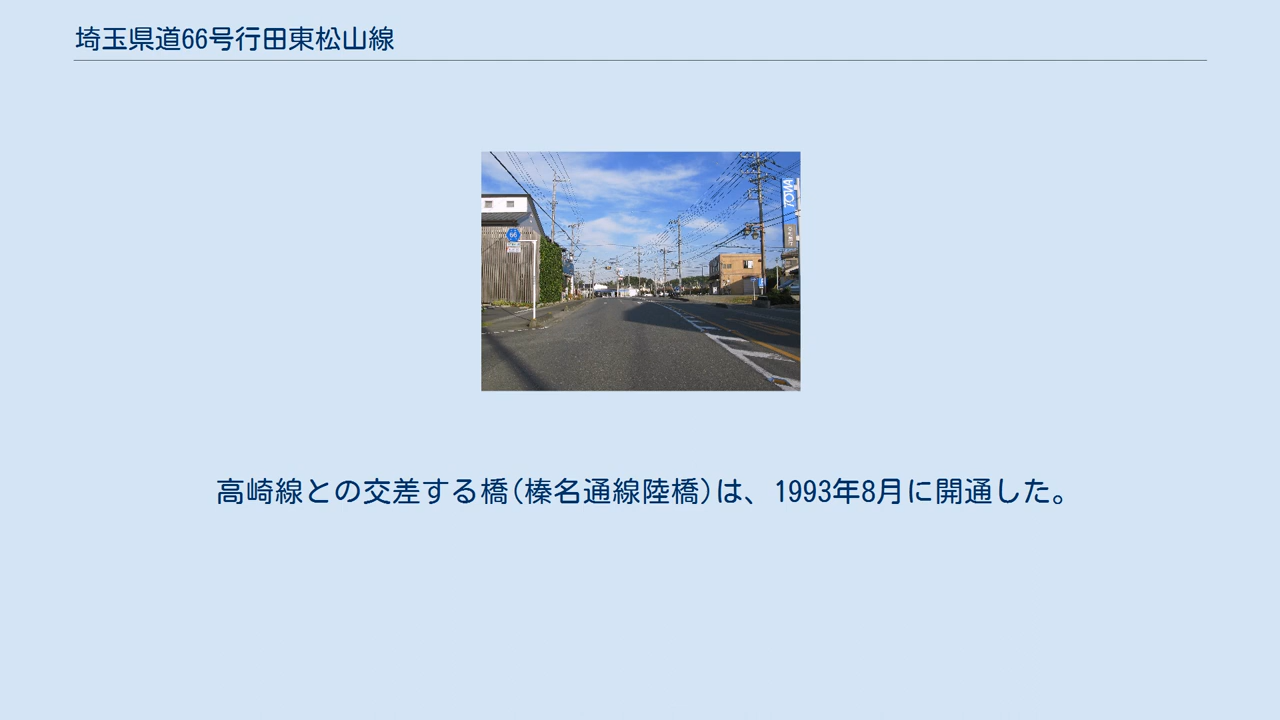 埼玉県道66号行田東松山線
66
TOWA
高崎線との交差する橋(榛名通線陸橋)は、1993年8月に開通した。